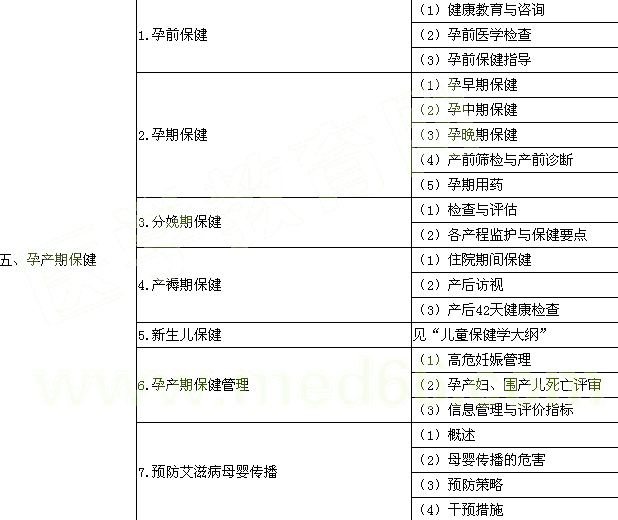 五、孕产期保健
1.孕前保健
（1）健康教育与咨询
（2）孕前医学检查
（3）孕前保健指导
2.孕期保健
（1）孕早期保健
（2）孕中期保健
（3）孕晚期保健
（4）产前筛检与产前诊断
（5）孕期用药
3.分娩期保健
（1）检查与评估
（2）各产程监护与保健要点
4.产褥期保健
（1）住院期间保健
（2）产后访视
（3）产后42天健康检查
5.新生儿保健
见“儿童保健学大纲”
6.孕产期保健管理
（1）高危妊娠管理
（2）孕产妇、围产儿死亡评审
（3）信息管理与评价指标
7.预防艾滋病母婴传播
（1）概述
（2）母婴传播的危害
（3）预防策略
（4）干预措施
医学教育网
www.med66.com